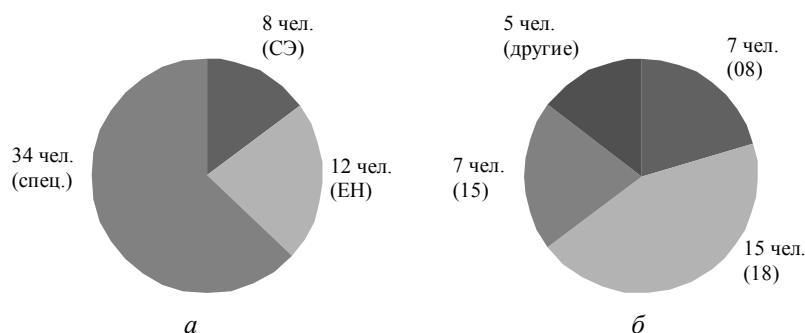 8 чел.
(СЭ)
34 чел.
(спец.)
12 чел.
(ЕН)
а
5 чел.
(другие)
7 чел.
(08)
7 чел.
(15)
15 чел.
(18)
б